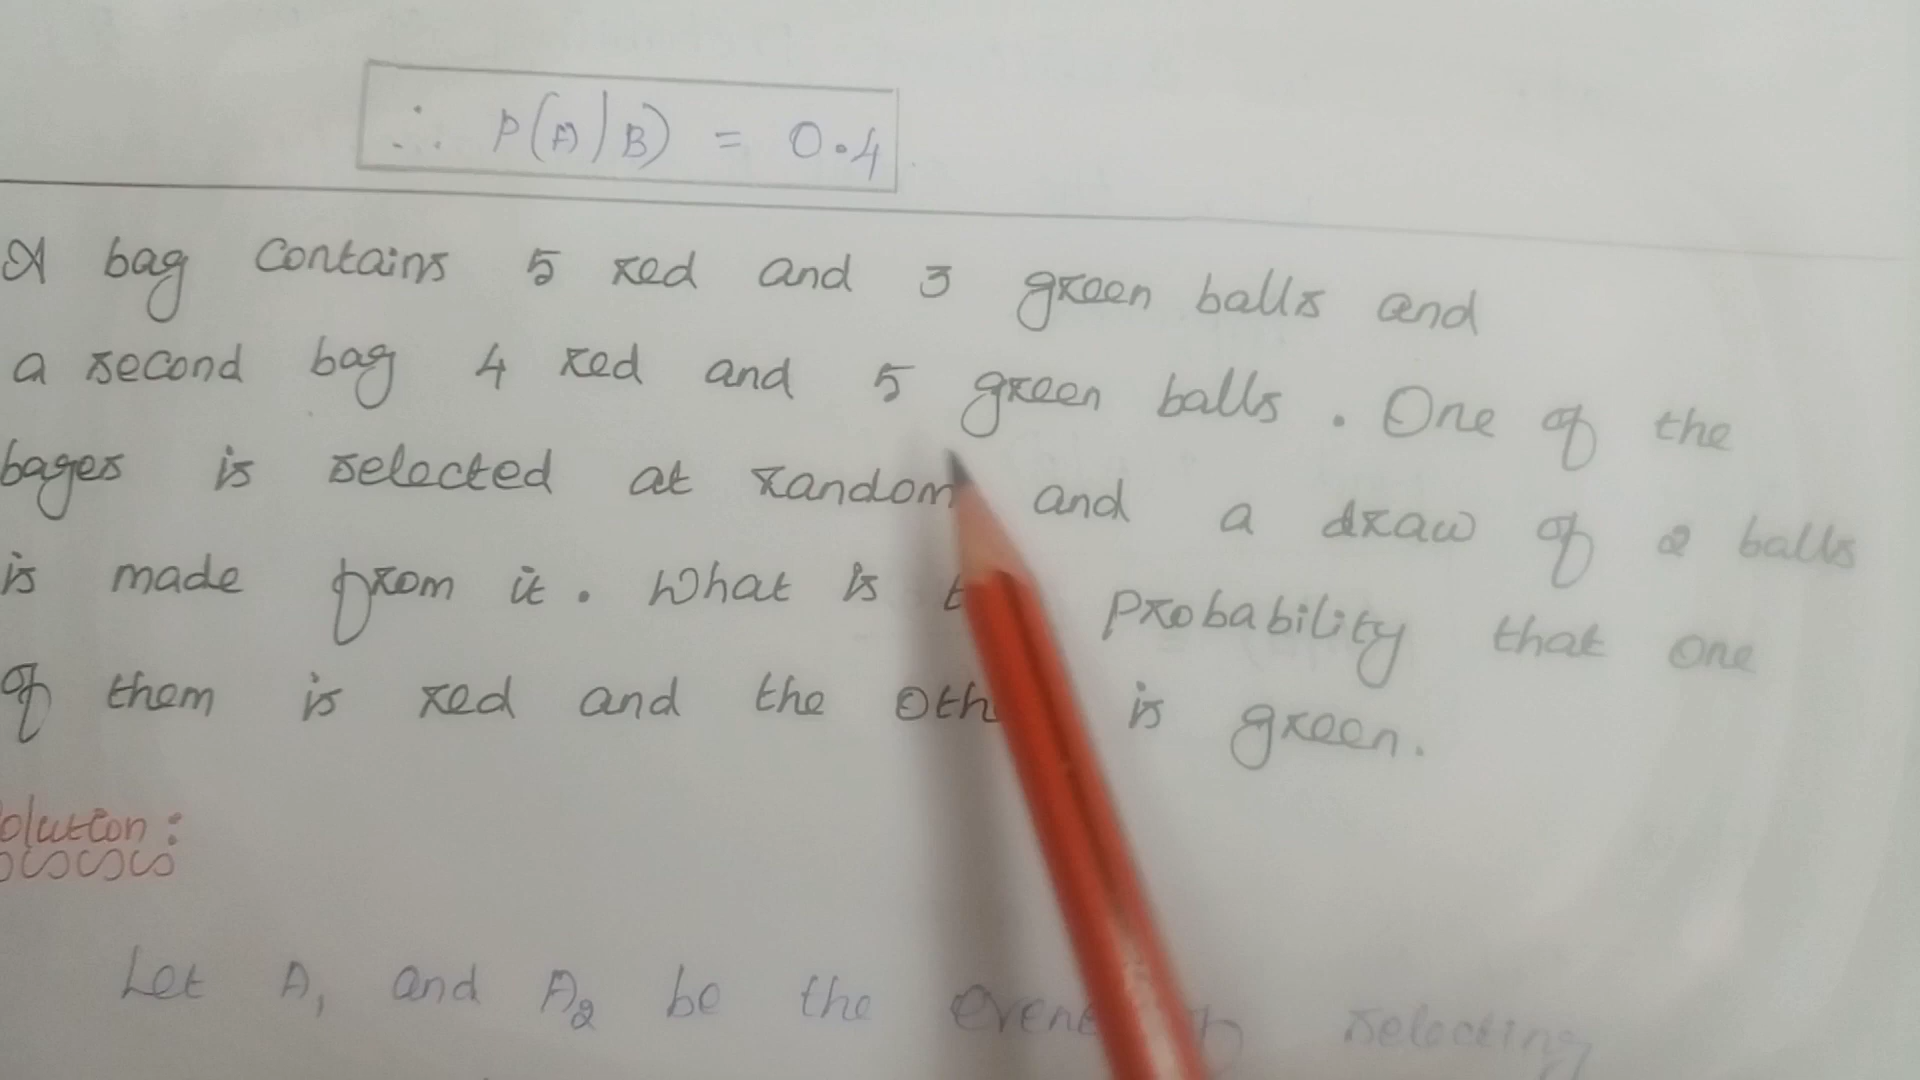 ∴ P(A/B) = 0.4
A bag contains 5 red and 3 green balls and
a second bag 4 red and 5 green balls. One of the
bages is selected at random and a draw of 2 balls
is made from it. What is probability that one
of them is red and the is green.
olution:
Let A₁ and A₂ be the selecting